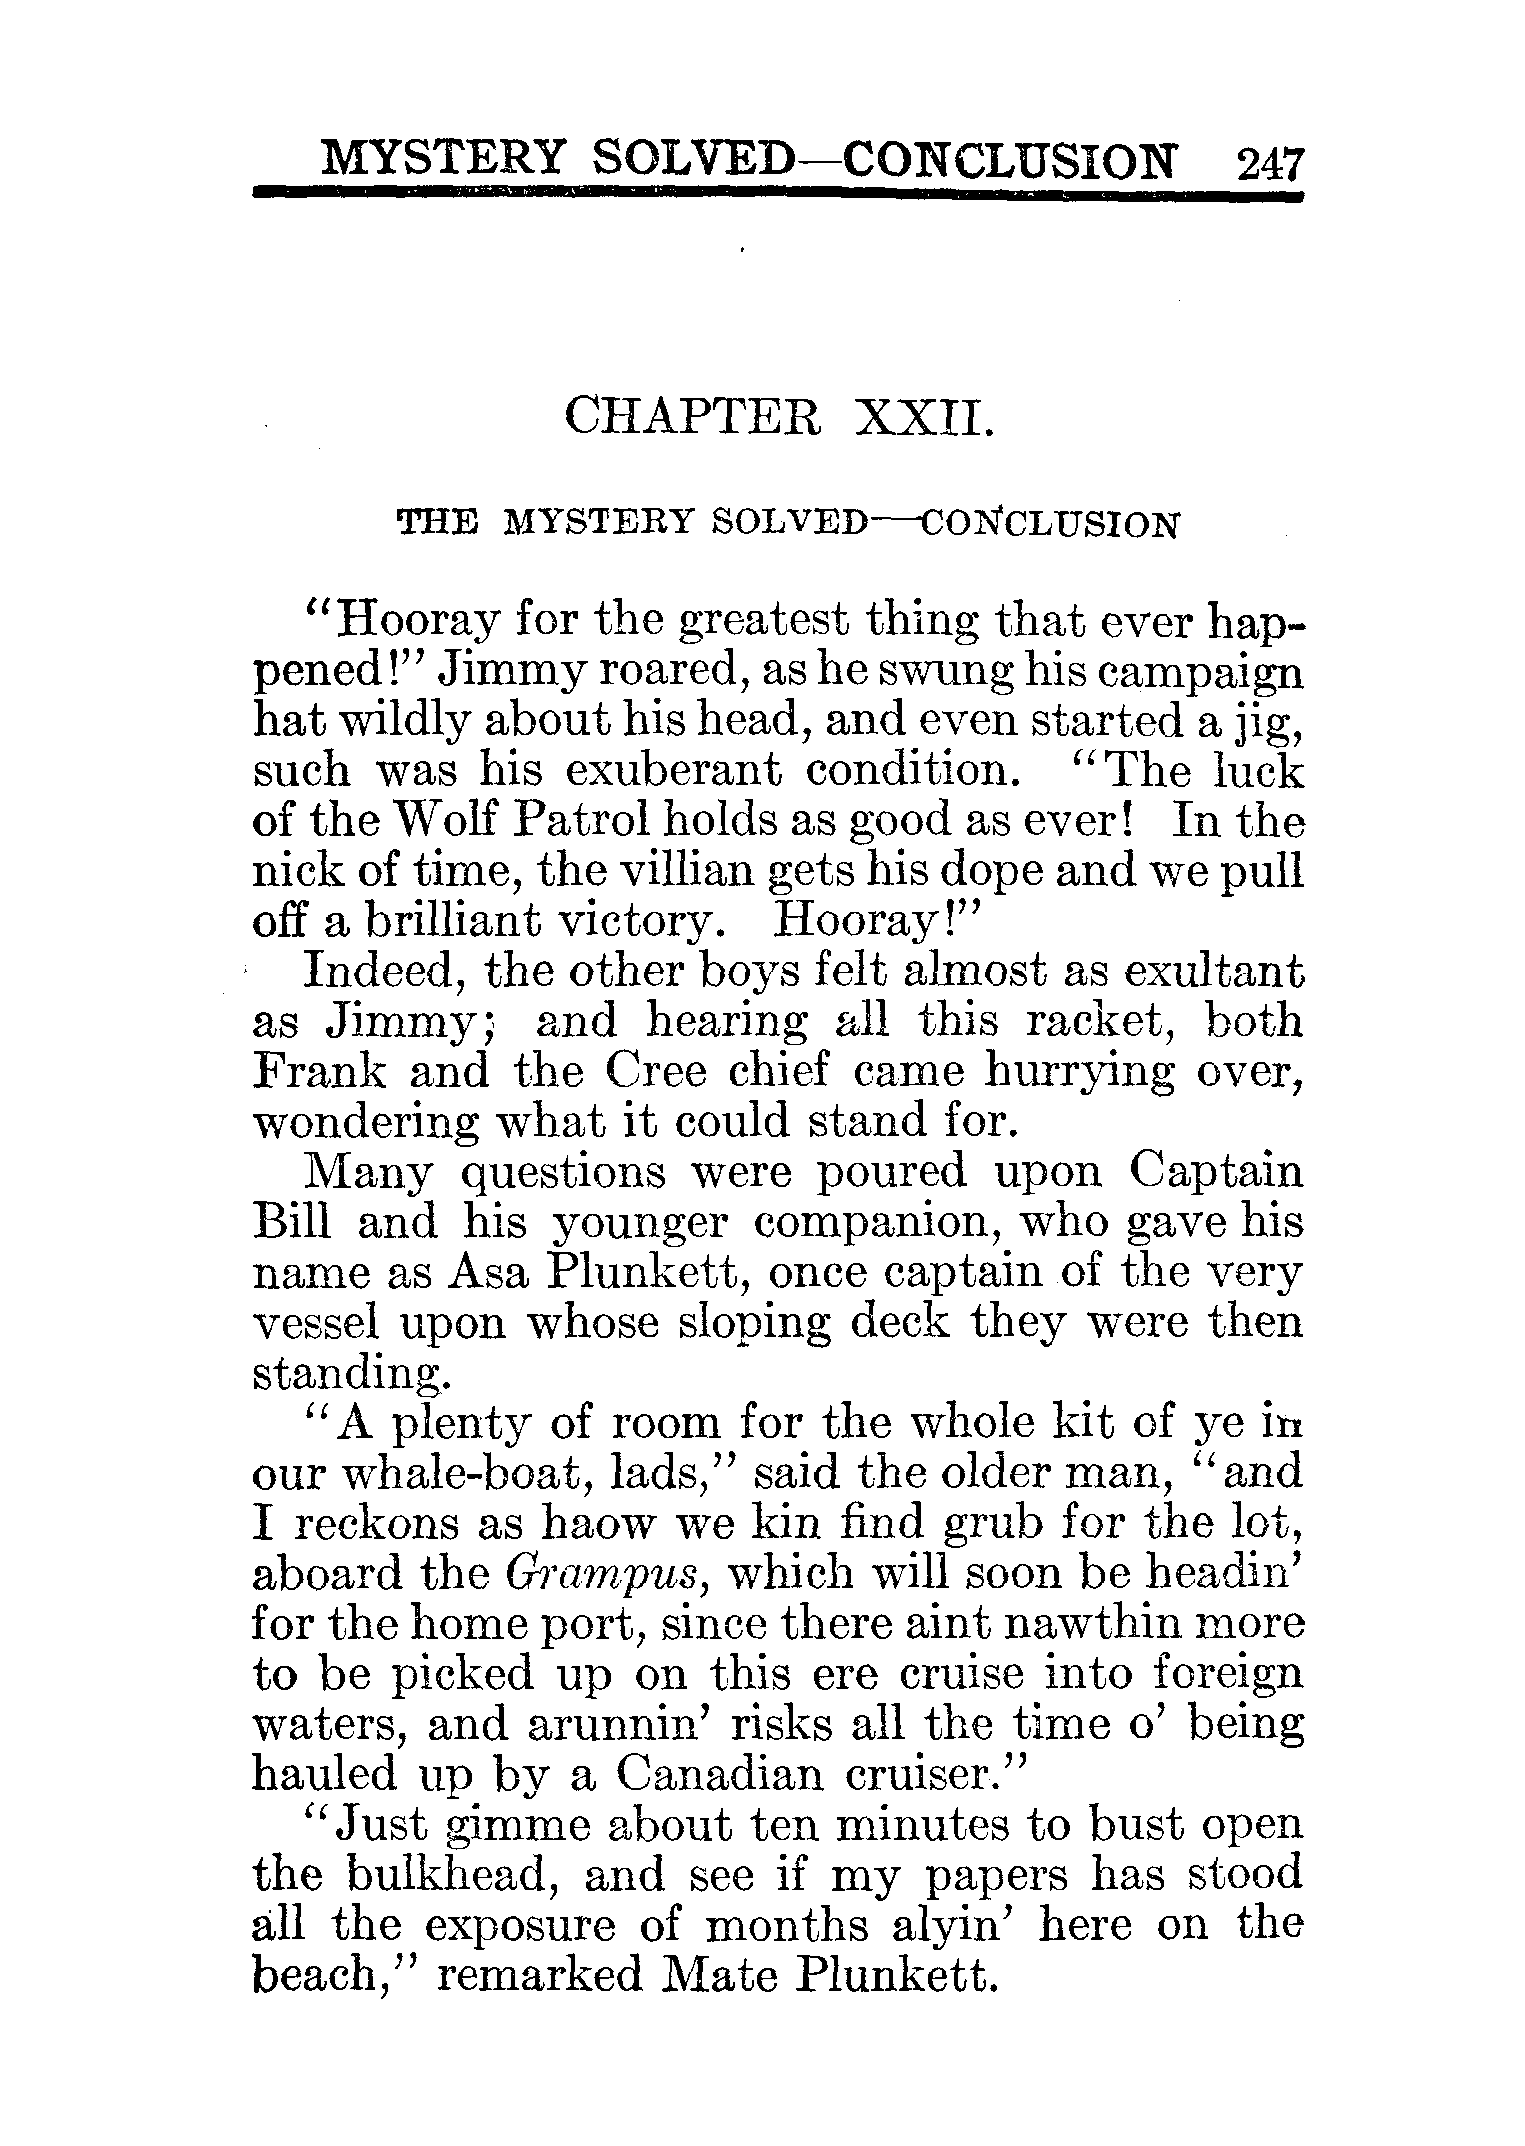 MYSTERY SOLVED—CONCLUSION 247
CHAPTER XXII.
THE MYSTERY SOLVED—CONCLUSION
“Hooray for the greatest thing that ever hap-
pened!” Jimmy roared, as he swung his campaign
hat wildly about his head, and even started a jig,
such was his exuberant condition. “The luck
of the Wolf Patrol holds as good as ever! In the
nick of time, the villian gets his dope and we pull
off a brilliant victory. Hooray!”
Indeed, the other boys felt almost as exultant
as Jimmy; and hearing all this racket, both
Frank and the Cree chief came hurrying over,
wondering what it could stand for.
Many questions were poured upon Captain
Bill and his younger companion, who gave his
name as Asa Plunkett, once captain of the very
vessel upon whose sloping deck they were then
standing.
“A plenty of room for the whole kit of ye in
our whale-boat, lads,” said the older man, “and
I reckons as haow we kin find grub for the lot,
aboard the Grampus, which will soon be headin’
for the home port, since there aint nawthin more
to be picked up on this ere cruise into foreign
waters, and arunnin’ risks all the time o’ being
hauled up by a Canadian cruiser.”
“Just gimme about ten minutes to bust open
the bulkhead, and see if my papers has stood
all the exposure of months alyin’ here on the
beach,” remarked Mate Plunkett.